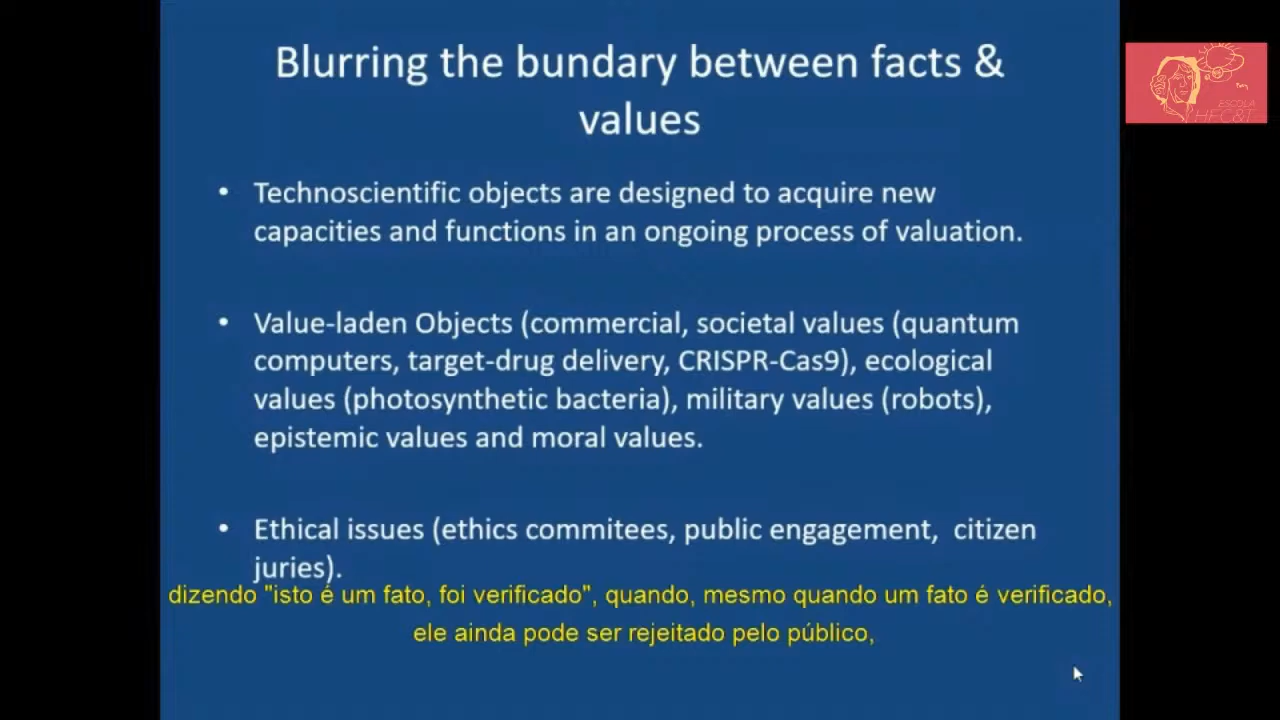 Blurring the bundary between facts &
values
ESCOLA
HFC&T
• Technoscientific objects are designed to acquire new
capacities and functions in an ongoing process of valuation.
• Value-laden Objects (commercial, societal values (quantum
computers, target-drug delivery, CRISPR-Cas9), ecological
values (photosynthetic bacteria), military values (robots),
epistemic values and moral values.
• Ethical issues (ethics commitees, public engagement,  citizen
juries).
dizendo "isto é um fato, foi verificado", quando, mesmo quando um fato é verificado,
ele ainda pode ser rejeitado pelo público,